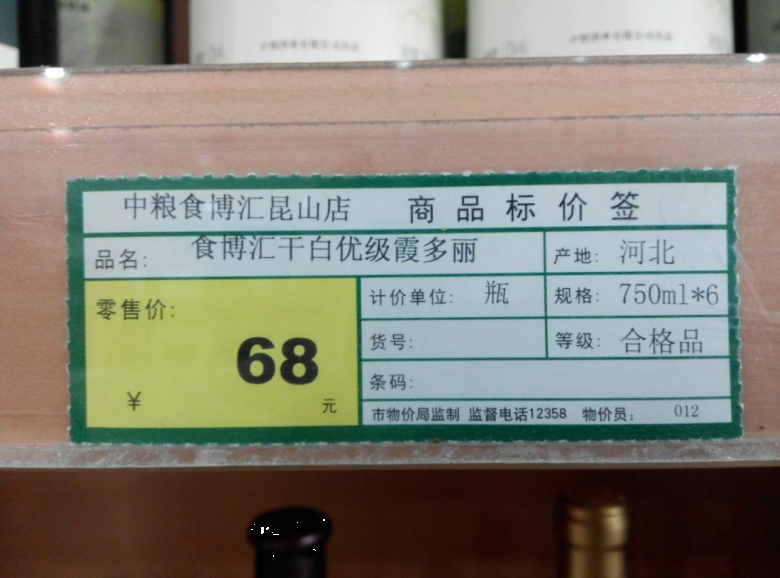 中粮食博汇昆山店 商品标价签
品名: 食博汇干白优级霞多丽 产地: 河北
零售价: 68 ¥ 元
计价单位: 瓶 规格: 750ml*6
货号: 等级: 合格品
条码:
市物价局监制 监督电话12358 物价员: 012